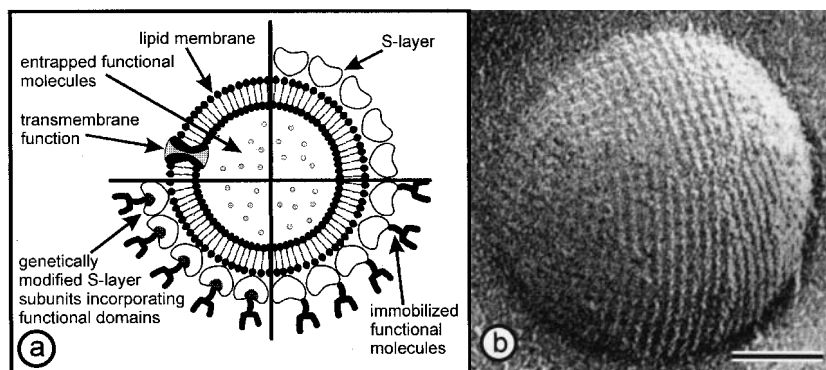 lipid membrane
entrapped functional
molecules
transmembrane
function
S-layer
genetically
modified S-layer
subunits incorporating
functional domains
immobilized
functional
molecules
a
b